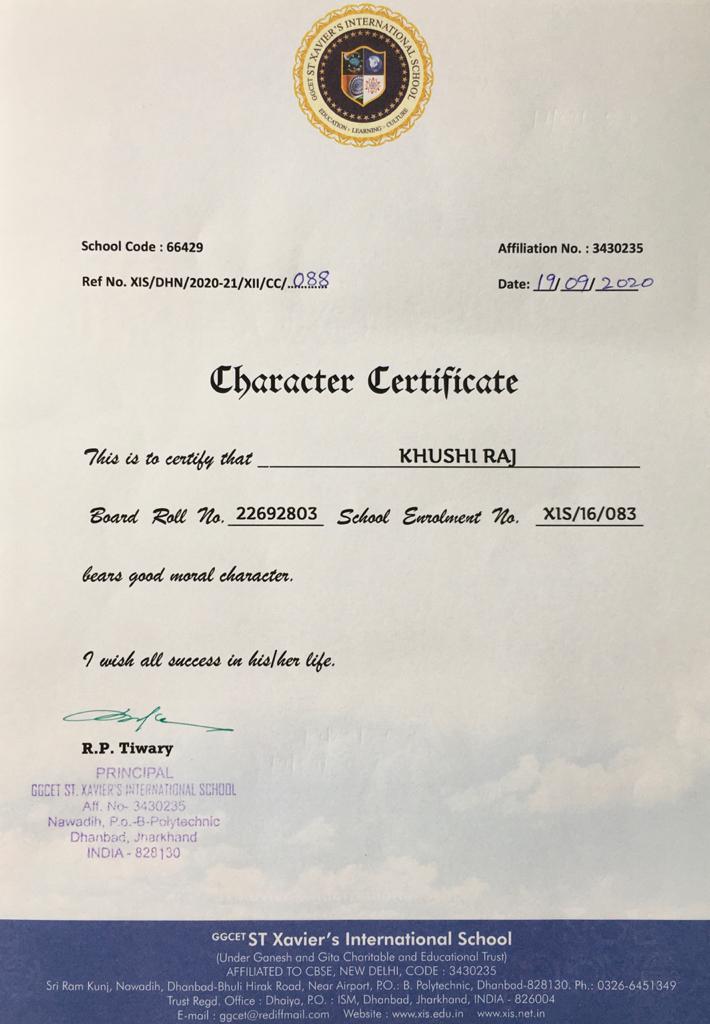 GGCET ST XAVIER'S INTERNATIONAL SCHOOL
EDUCATION - LEARNING - CULTURE
School Code : 66429
Affiliation No. : 3430235
Ref No. XIS/DHN/2020-21/XII/CC/..088
Date: 19/09/2020
Character Certificate
This is to certify that KHUSHI RAJ
Board Roll No. 22692803 School Enrolment No. XIS/16/083
bears good moral character.
I wish all success in his/her life.
R.P. Tiwary
PRINCIPAL
GGCET ST. XAVIER'S INTERNATIONAL SCHOOL
Aff. No- 3430235
Nawadih, P.o.-B-Polytechnic
Dhanbad, Jharkhand
INDIA - 828130
GGCET ST Xavier's International School
(Under Ganesh and Gita Charitable and Educational Trust)
AFFILIATED TO CBSE, NEW DELHI, CODE : 3430235
Sri Ram Kunj, Nawadih, Dhanbad-Bhuli Hirak Road, Near Airport, P.O.: B. Polytechnic, Dhanbad-828130. Ph.: 0326-6451349
Trust Regd. Office : Dhaiya, P.O. : ISM, Dhanbad, Jharkhand, INDIA - 826004
E-mail : ggcet@rediffmail.com Website : www.xis.edu.in www.xis.net.in